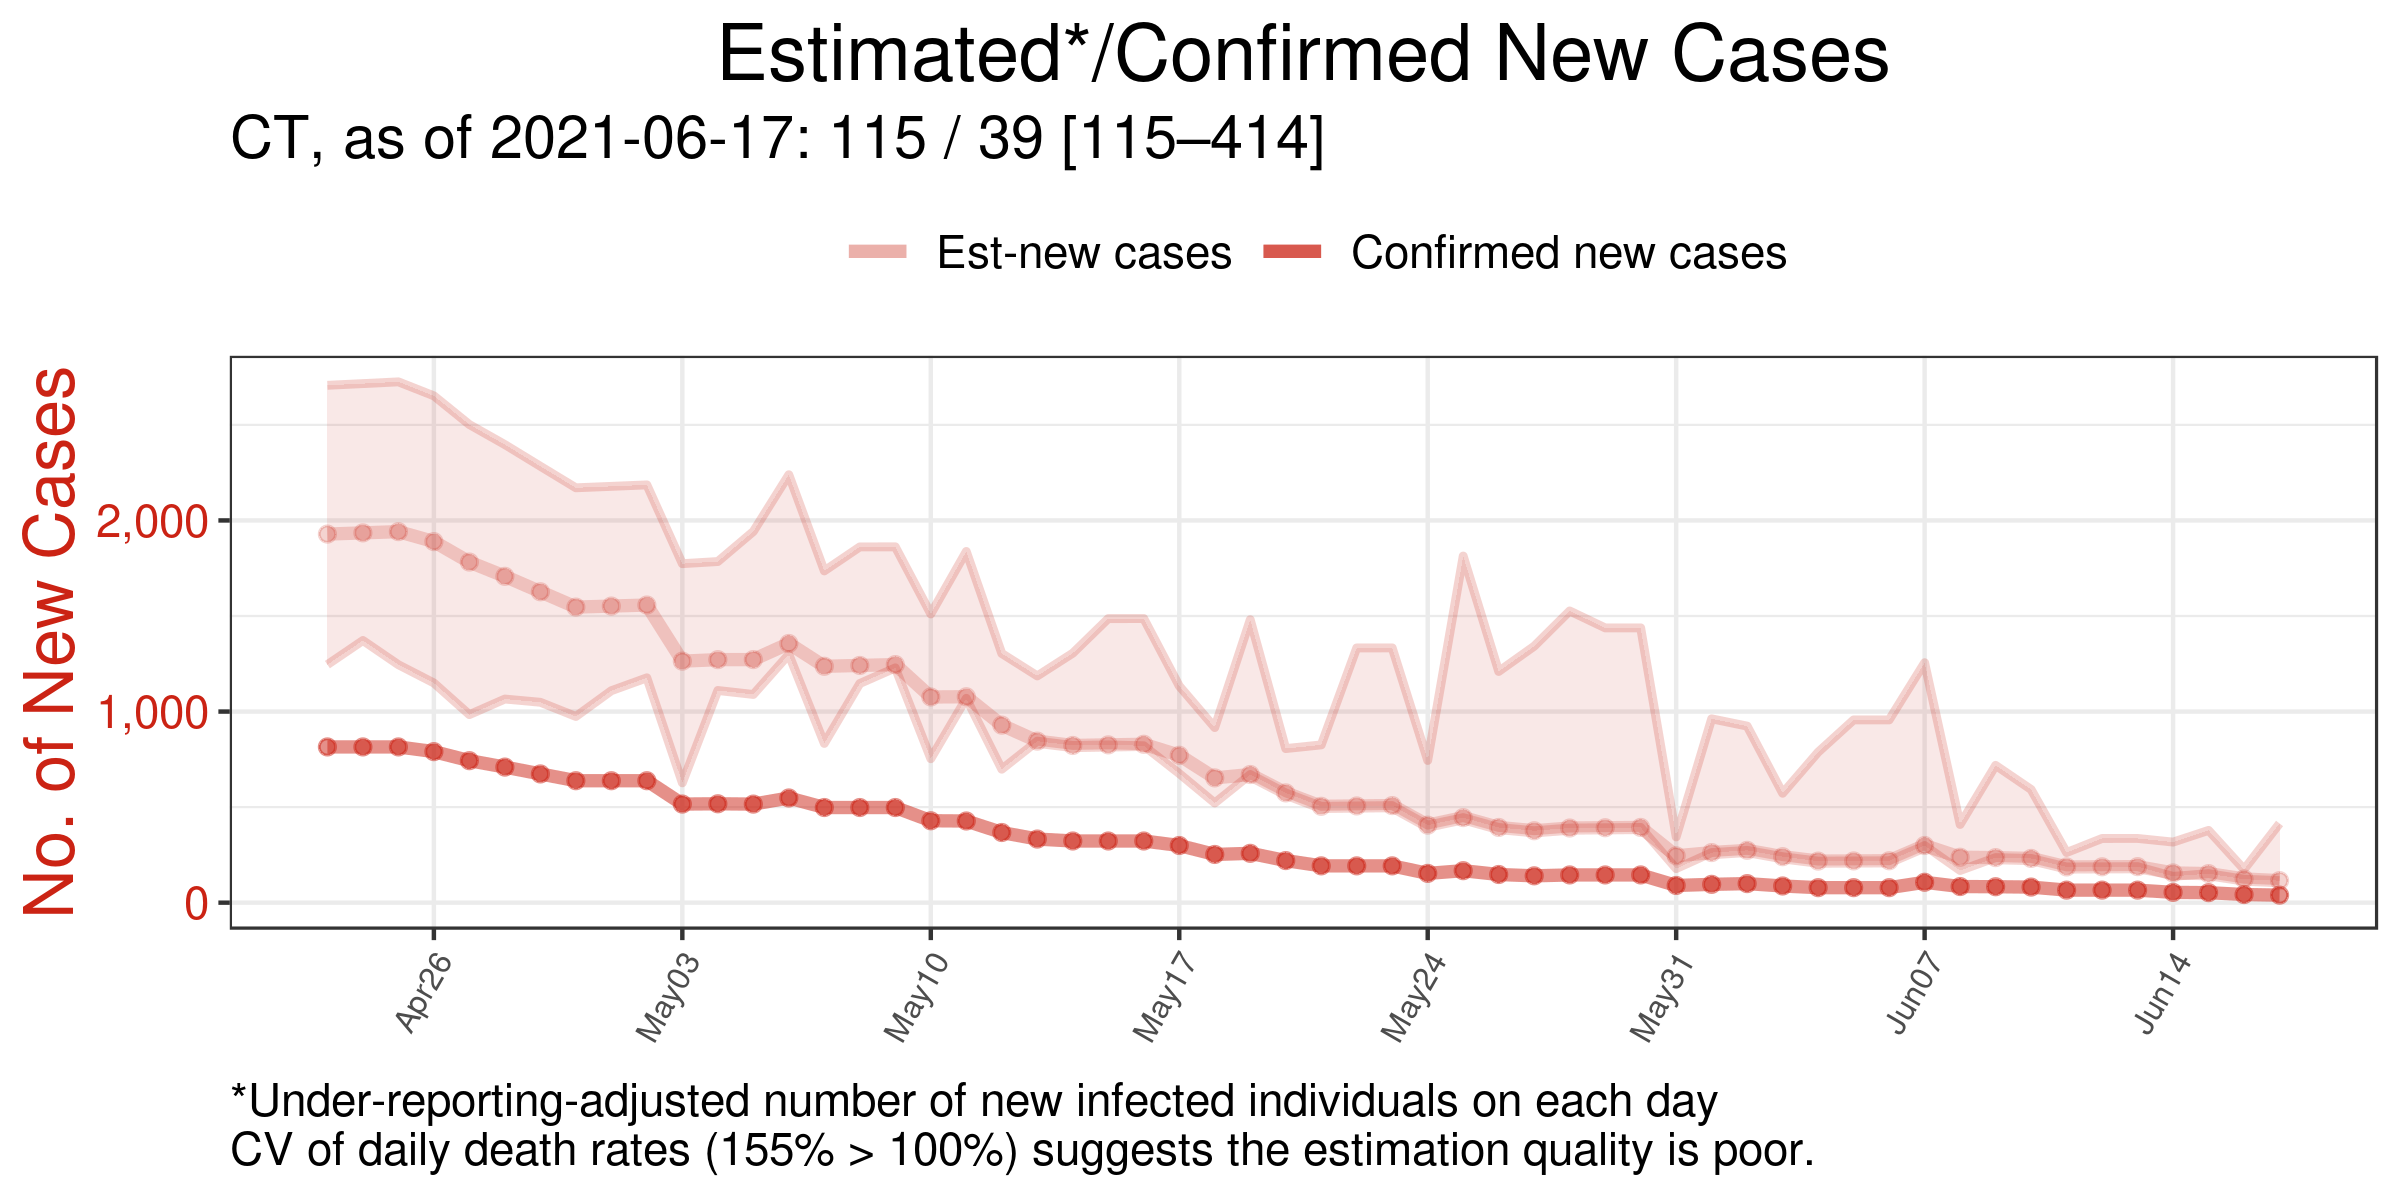 Estimated*/Confirmed New Cases
CT, as of 2021-06-17: 115 / 39 [115–414]
Est-new cases Confirmed new cases
No. of New Cases
2,000
1,000
0
Apr26 May03 May10 May17 May24 May31 Jun07 Jun14
*Under-reporting-adjusted number of new infected individuals on each day
CV of daily death rates (155% > 100%) suggests the estimation quality is poor.